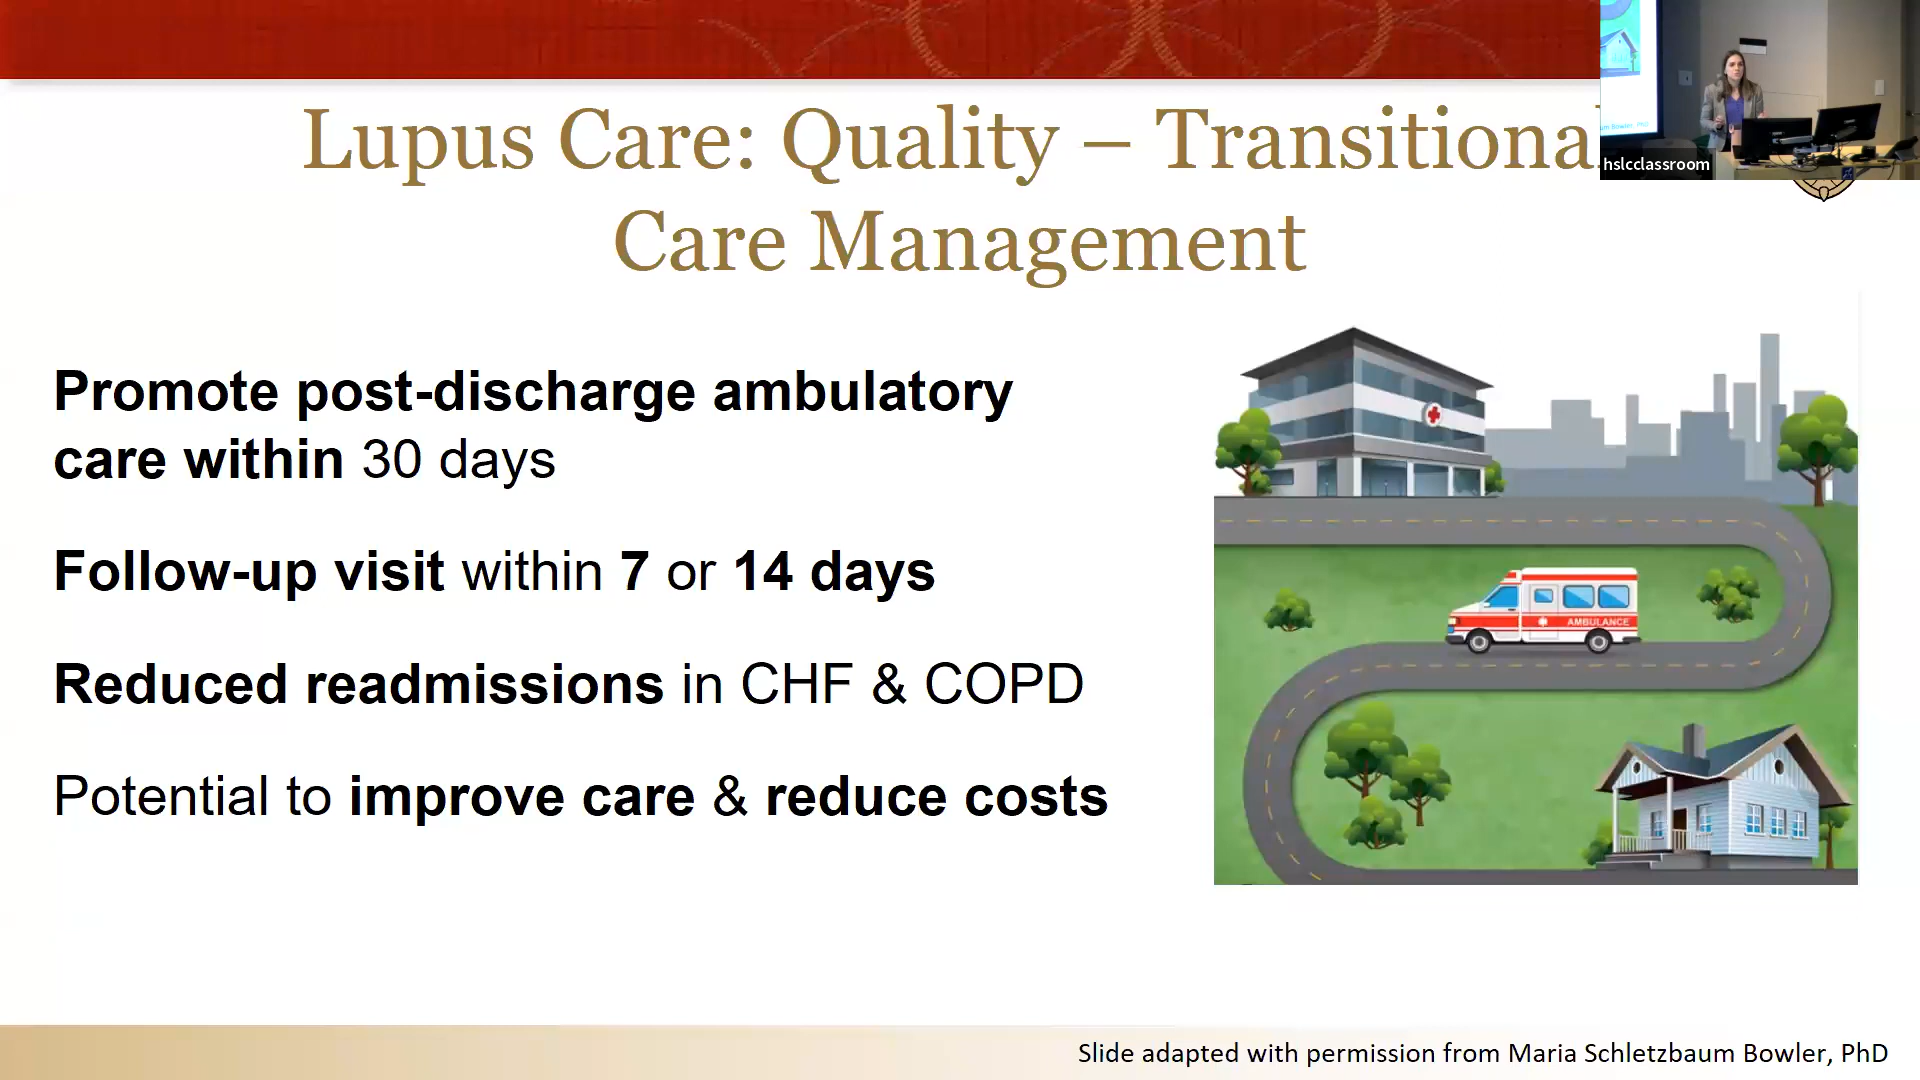 Lupus Care: Quality – Transitional
Care Management
hslcclassroom
Promote post-discharge ambulatory
care within 30 days
Follow-up visit within 7 or 14 days
Reduced readmissions in CHF & COPD
Potential to improve care & reduce costs
AMBULANCE
Slide adapted with permission from Maria Schletzbaum Bowler, PhD